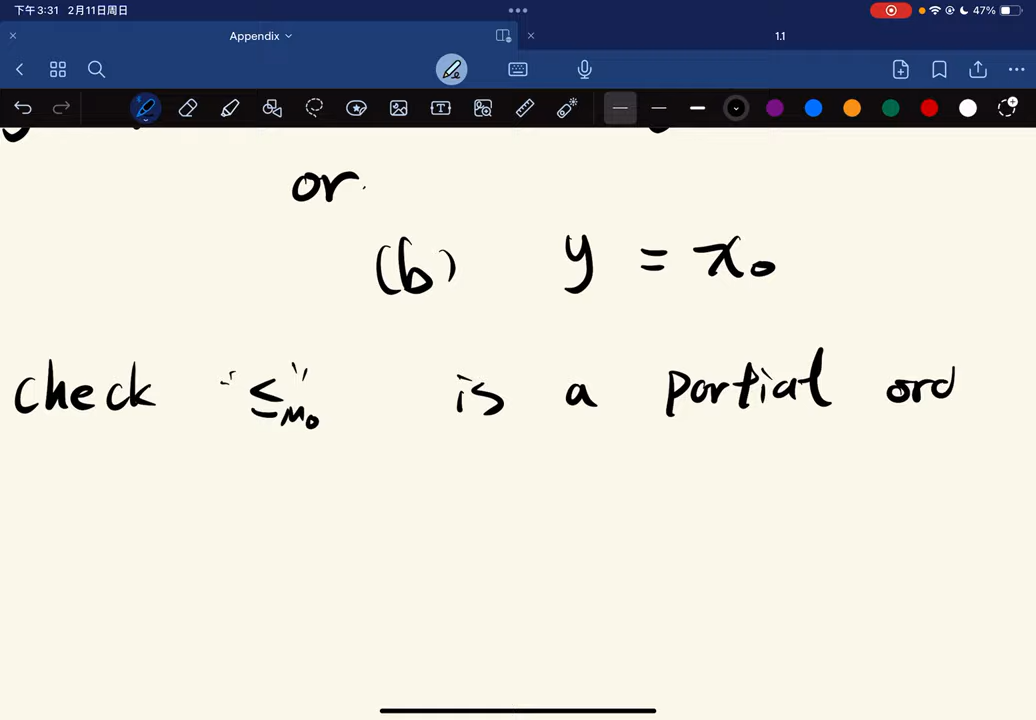 下午3:31 2月11日周日
47%
Appendix
1.1
or
(b) y = x₀
check "≤_{M₀}" is a partial ord